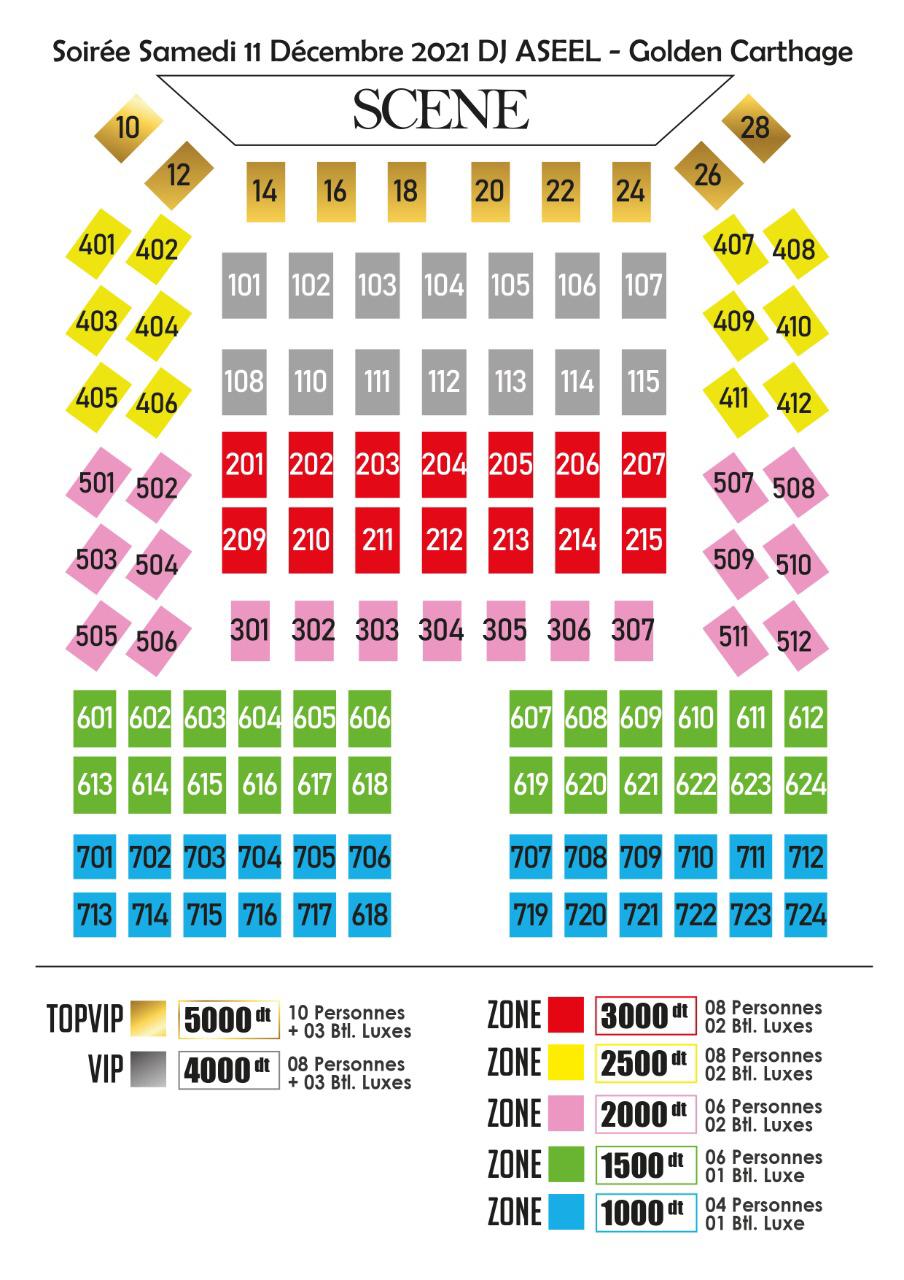 Soirée Samedi 11 Décembre 2021 DJ ASEEL - Golden Carthage
SCENE
10 28
12 26
14 16 18 20 22 24
401 402 407 408
101 102 103 104 105 106 107
403 404 409 410
108 110 111 112 113 114 115
405 406 411 412
201 202 203 204 205 206 207
501 502 507 508
209 210 211 212 213 214 215
503 504 509 510
505 506 301 302 303 304 305 306 307 511 512
601 602 603 604 605 606 607 608 609 610 611 612
613 614 615 616 617 618 619 620 621 622 623 624
701 702 703 704 705 706 707 708 709 710 711 712
713 714 715 716 717 618 719 720 721 722 723 724
TOPVIP 5000 dt 10 Personnes
+ 03 Btl. Luxes
VIP 4000 dt 08 Personnes
+ 03 Btl. Luxes
ZONE 3000 dt 08 Personnes
02 Btl. Luxes
ZONE 2500 dt 08 Personnes
02 Btl. Luxes
ZONE 2000 dt 06 Personnes
02 Btl. Luxes
ZONE 1500 dt 06 Personnes
01 Btl. Luxe
ZONE 1000 dt 04 Personnes
01 Btl. Luxe